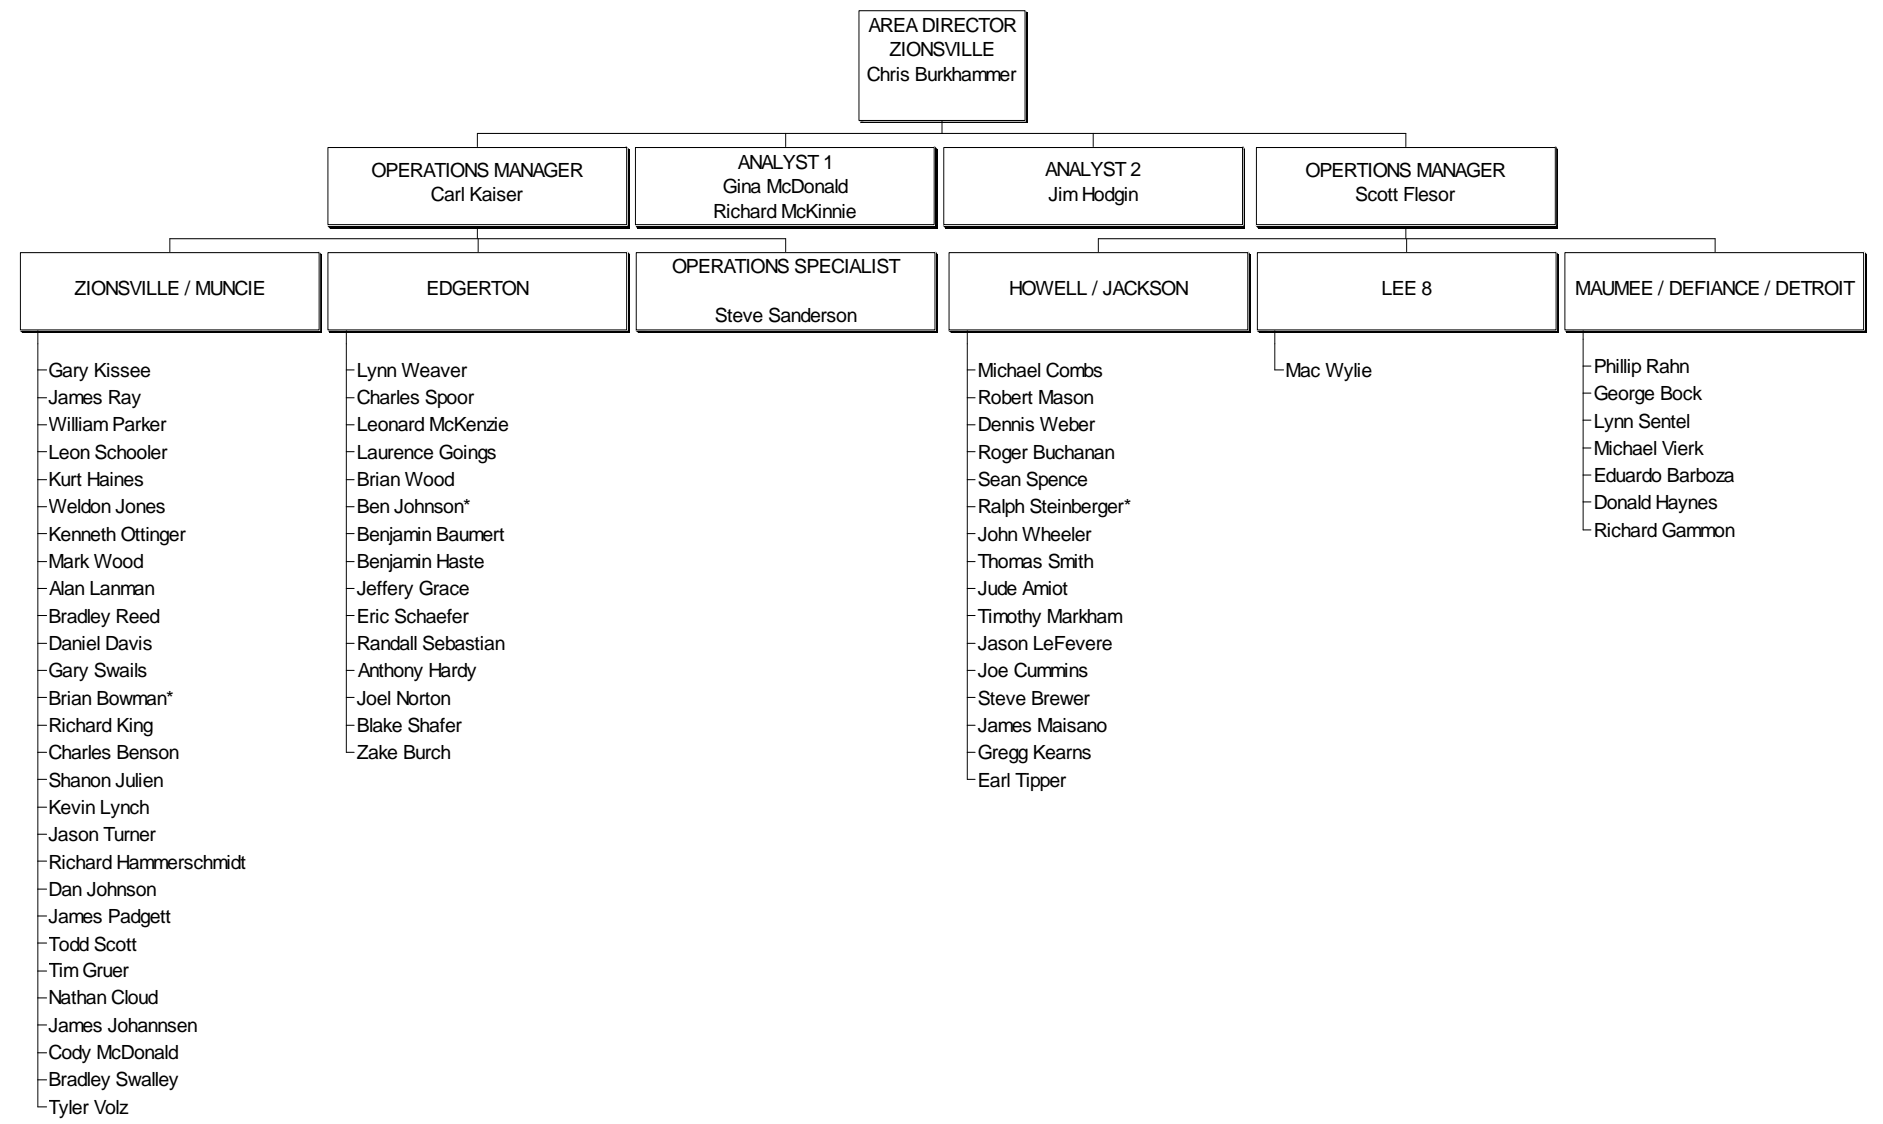 AREA DIRECTOR
ZIONSVILLE
Chris Burkhammer
OPERATIONS MANAGER
Carl Kaiser
ANALYST 1
Gina McDonald
Richard McKinnie
ANALYST 2
Jim Hodgin
OPERTIONS MANAGER
Scott Flesor
ZIONSVILLE / MUNCIE
Gary Kissee
James Ray
William Parker
Leon Schooler
Kurt Haines
Weldon Jones
Kenneth Ottinger
Mark Wood
Alan Lanman
Bradley Reed
Daniel Davis
Gary Swails
Brian Bowman*
Richard King
Charles Benson
Shanon Julien
Kevin Lynch
Jason Turner
Richard Hammerschmidt
Dan Johnson
James Padgett
Todd Scott
Tim Gruer
Nathan Cloud
James Johannsen
Cody McDonald
Bradley Swalley
Tyler Volz
EDGERTON
Lynn Weaver
Charles Spoor
Leonard McKenzie
Laurence Goings
Brian Wood
Ben Johnson*
Benjamin Baumert
Benjamin Haste
Jeffery Grace
Eric Schaefer
Randall Sebastian
Anthony Hardy
Joel Norton
Blake Shafer
Zake Burch
OPERATIONS SPECIALIST
Steve Sanderson
HOWELL / JACKSON
Michael Combs
Robert Mason
Dennis Weber
Roger Buchanan
Sean Spence
Ralph Steinberger*
John Wheeler
Thomas Smith
Jude Amiot
Timothy Markham
Jason LeFevere
Joe Cummins
Steve Brewer
James Maisano
Gregg Kearns
Earl Tipper
LEE 8
Mac Wylie
MAUMEE / DEFIANCE / DETROIT
Phillip Rahn
George Bock
Lynn Sentel
Michael Vierk
Eduardo Barboza
Donald Haynes
Richard Gammon